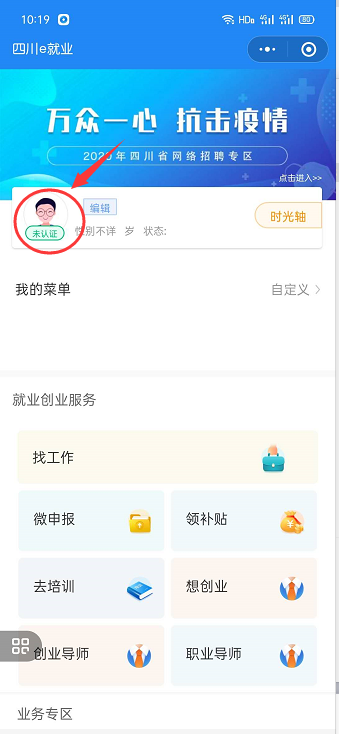 10:19 HD 4G 4G 80
四川e就业
万众一心 抗击疫情
2020年四川省网络招聘专区
点击进入>>
编辑
时光轴
未认证
性别不详 岁 状态:
我的菜单 自定义 >
就业创业服务
找工作
微申报 领补贴
去培训 想创业
创业导师 职业导师
业务专区